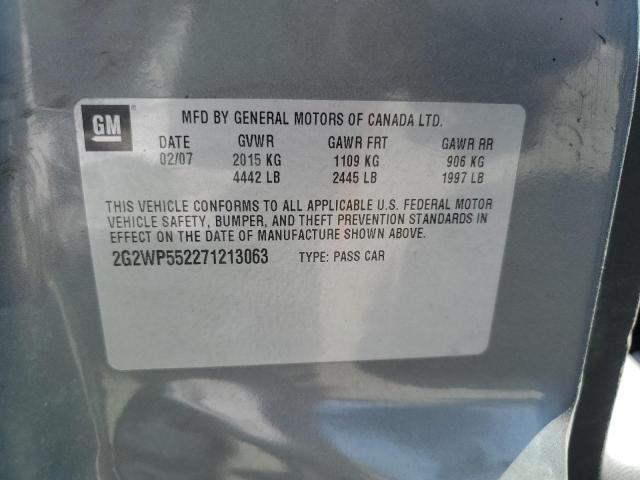 GM MFD BY GENERAL MOTORS OF CANADA LTD.
DATE GVWR GAWR FRT GAWR RR
02/07 2015 KG 1109 KG 906 KG
4442 LB 2445 LB 1997 LB
THIS VEHICLE CONFORMS TO ALL APPLICABLE U.S. FEDERAL MOTOR
VEHICLE SAFETY, BUMPER, AND THEFT PREVENTION STANDARDS IN
EFFECT ON THE DATE OF MANUFACTURE SHOWN ABOVE.
2G2WP552271213063 TYPE: PASS CAR